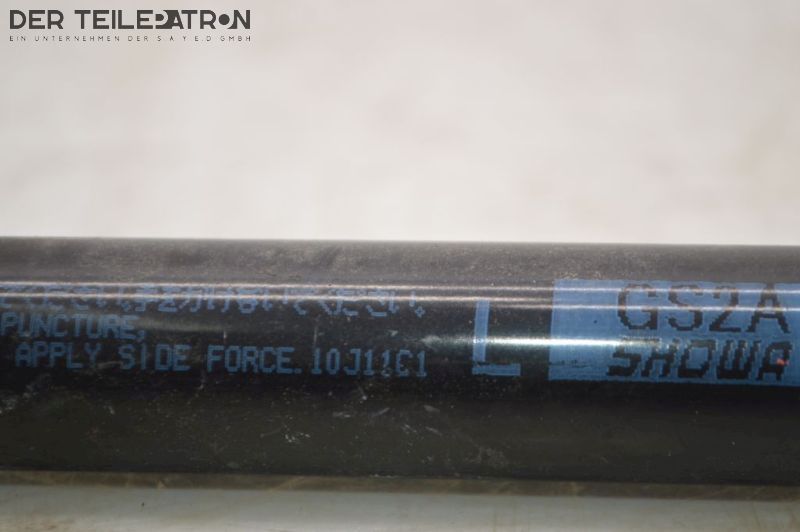 DER TEILEPATRON
EIN UNTERNEHMEN DER S A Y E.D GMBH
PUNCTURE,
APPLY SIDE FORCE. 10J11C1
L
GS2A
SHOWA